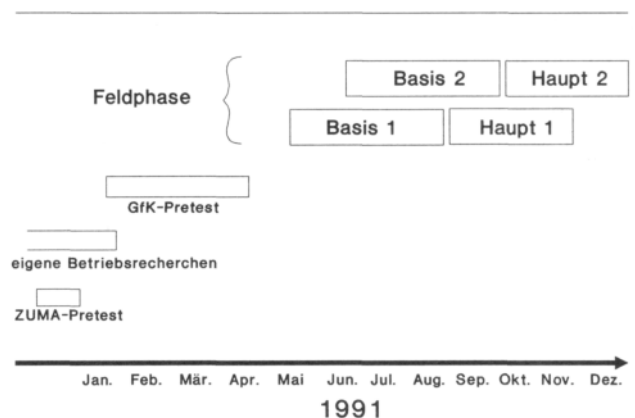 Basis 2 Haupt 2
Feldphase
Basis 1 Haupt 1
GfK-Pretest
eigene Betriebsrecherchen
ZUMA-Pretest
Jan. Feb. Mär. Apr. Mai Jun. Jul. Aug. Sep. Okt. Nov. Dez.
1991